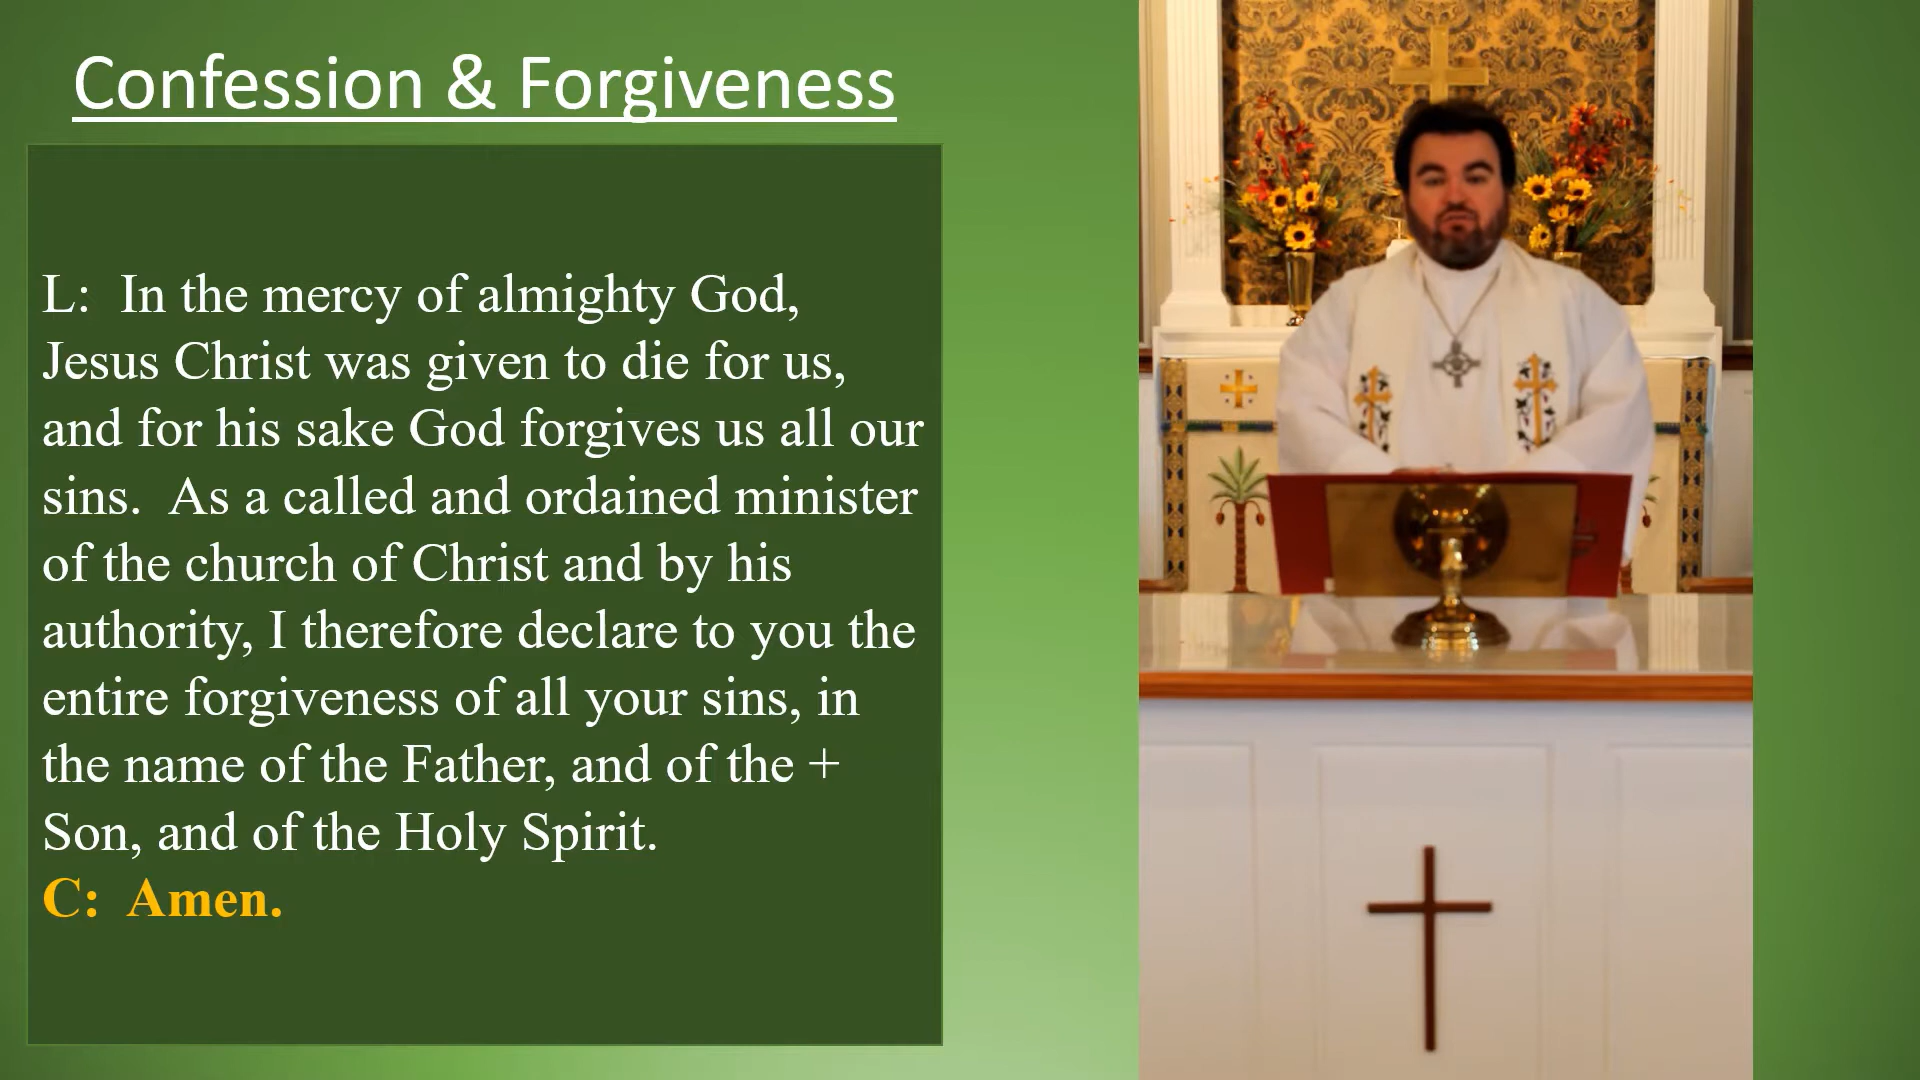 Confession & Forgiveness
L:  In the mercy of almighty God,
Jesus Christ was given to die for us,
and for his sake God forgives us all our
sins.  As a called and ordained minister
of the church of Christ and by his
authority, I therefore declare to you the
entire forgiveness of all your sins, in
the name of the Father, and of the +
Son, and of the Holy Spirit.
C:  Amen.